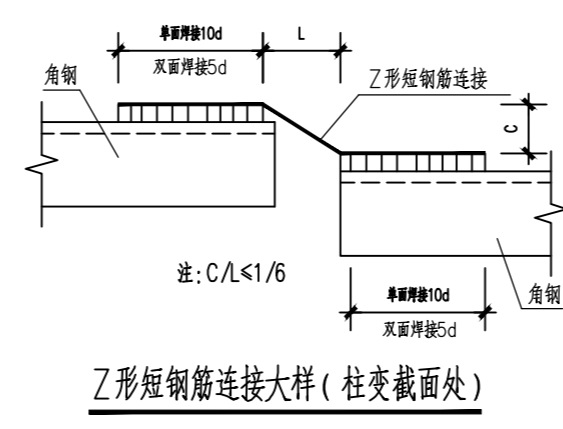 单面焊接10d
L
双面焊接5d
角钢
Z形短钢筋连接
C
注:C/L≤1/6
单面焊接10d
角钢
双面焊接5d
Z形短钢筋连接大样(柱变截面处)